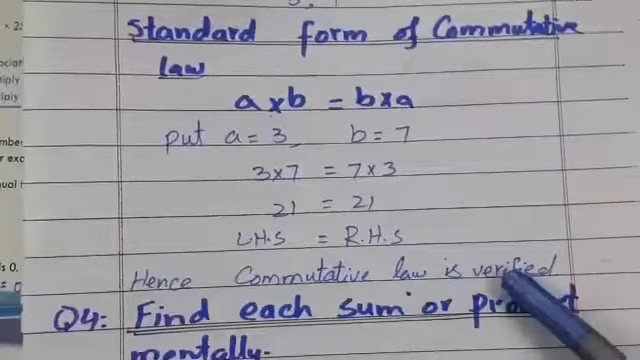 Standard form of Commutative
law
a×b = b×a
put a=3, b=7
3×7 = 7×3
21 = 21
L.H.S = R.H.S
Hence Commutative law is verified
Q4: Find each sum or product
mentally.